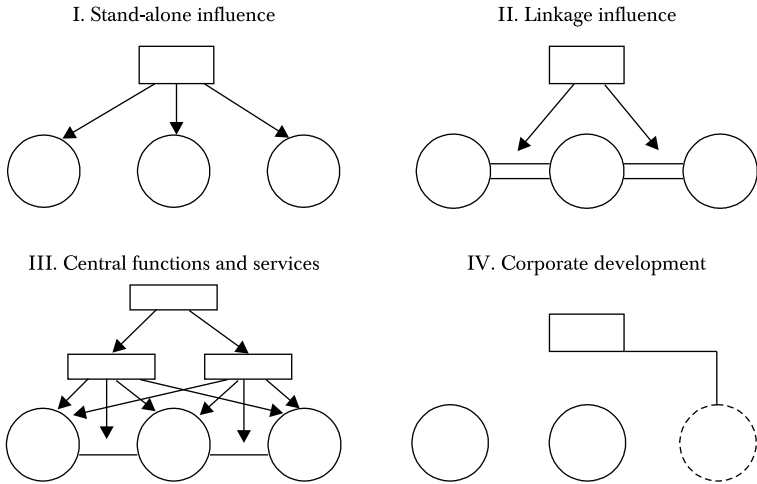 I. Stand-alone influence
II. Linkage influence
III. Central functions and services
IV. Corporate development